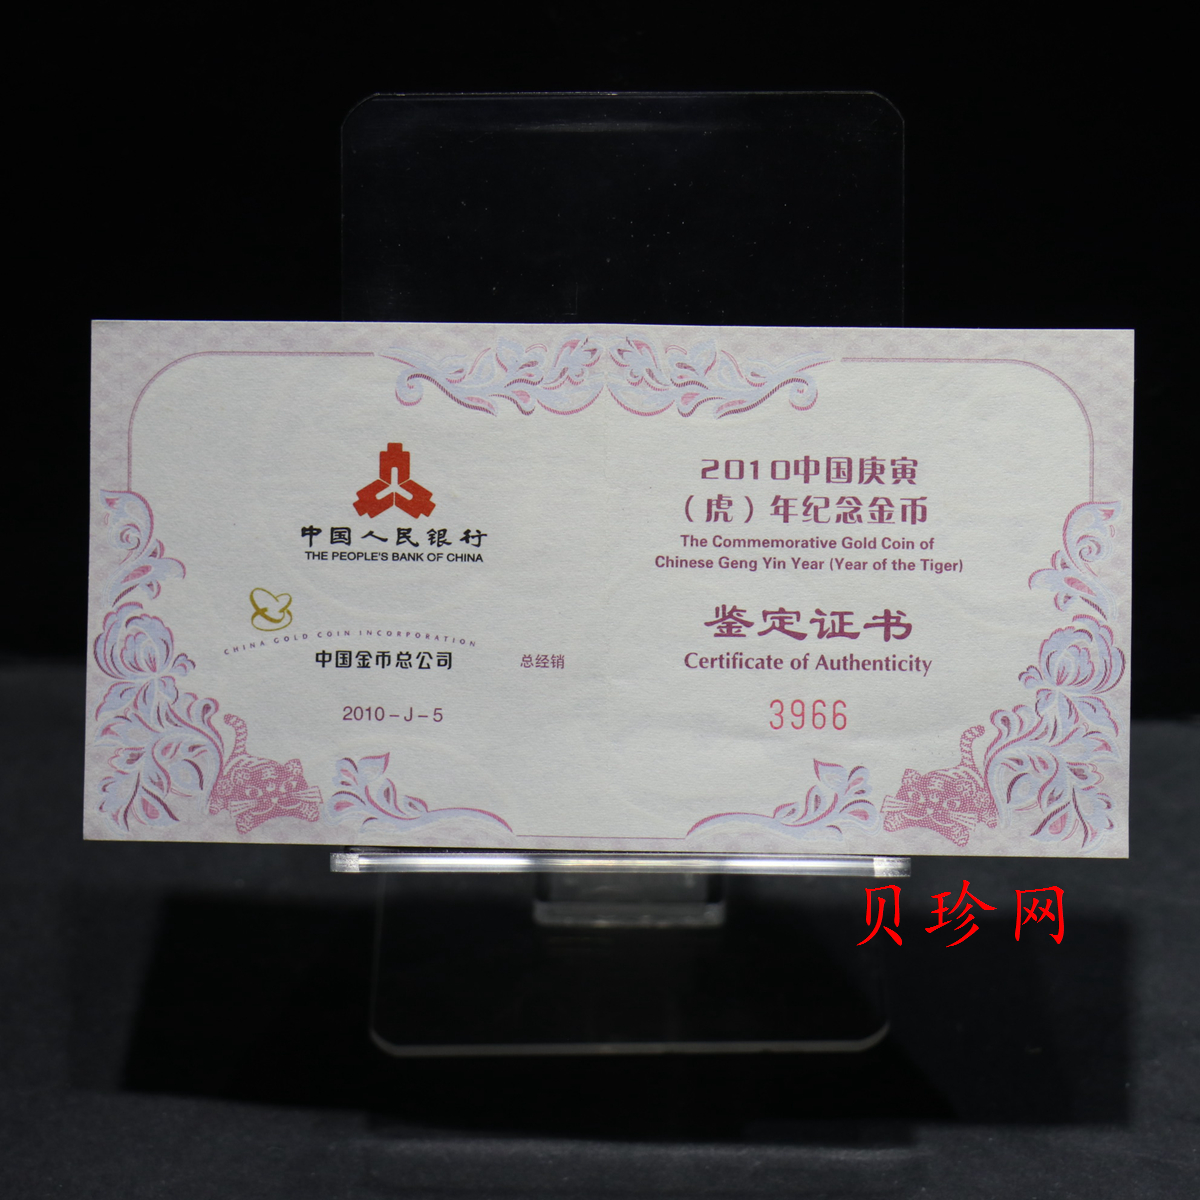 中国人民银行
THE PEOPLE'S BANK OF CHINA
CHINA GOLD COIN INCORPORATION
中国金币总公司
总经销
2010-J-5
2010中国庚寅
（虎）年纪念金币
The Commemorative Gold Coin of
Chinese Geng Yin Year (Year of the Tiger)
鉴定证书
Certificate of Authenticity
3966
贝珍网